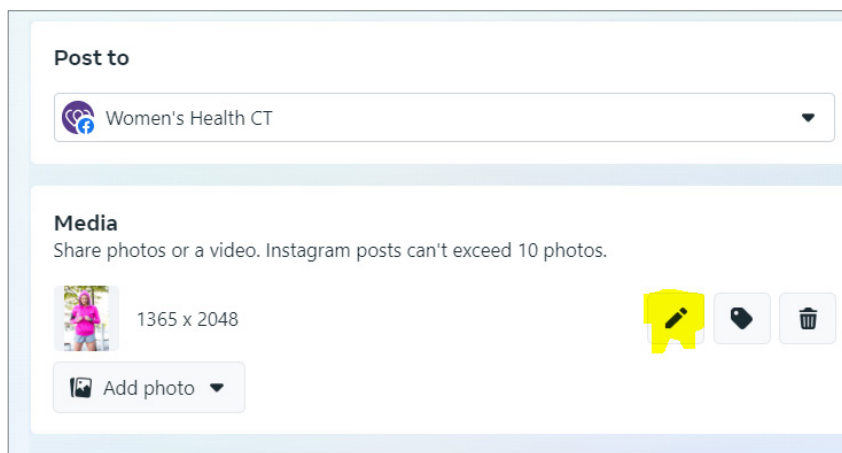 Post to
Women's Health CT
Media
Share photos or a video. Instagram posts can't exceed 10 photos.
1365 x 2048
Add photo